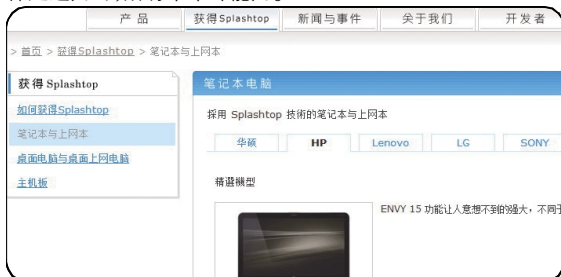 产 品 获得Splashtop 新闻与事件 关于我们 开发者
> 首页 > 获得Splashtop > 笔记本与上网本
获得 Splashtop
如何获得Splashtop
笔记本与上网本
桌面电脑与桌面上网电脑
主机板
笔记本电脑
採用 Splashtop 技術的笔记本与上网本
华硕 HP Lenovo LG SONY
精選機型
ENVY 15 功能让人意想不到的强大，不同于